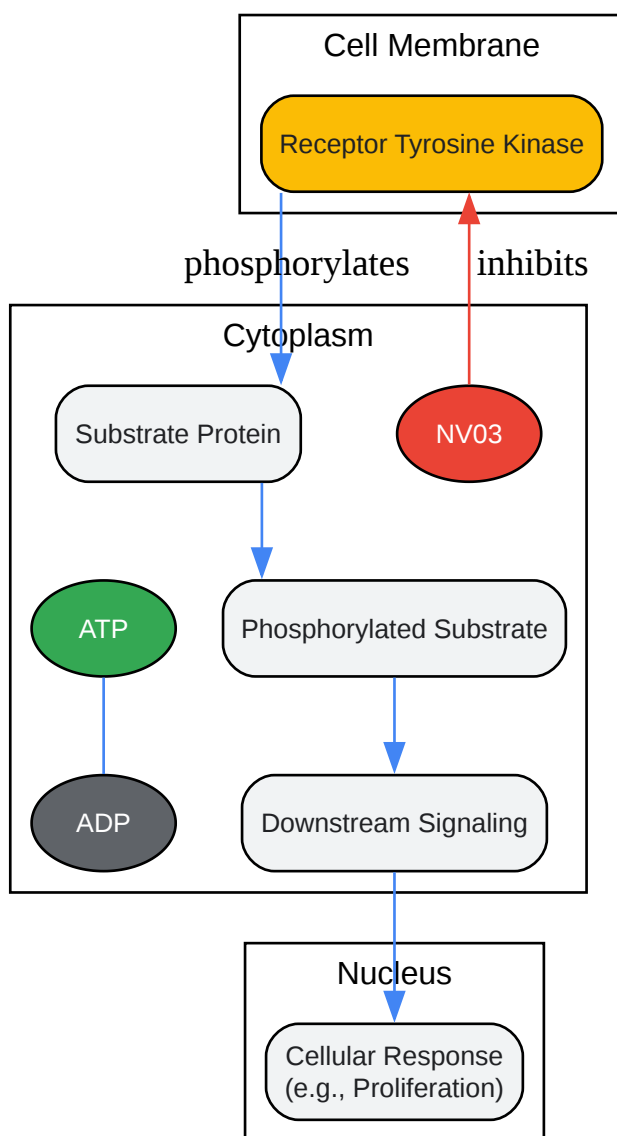 Cell Membrane
Receptor Tyrosine Kinase
phosphorylates
inhibits
Cytoplasm
Substrate Protein
NV03
ATP
Phosphorylated Substrate
ADP
Downstream Signaling
Nucleus
Cellular Response
(e.g., Proliferation)